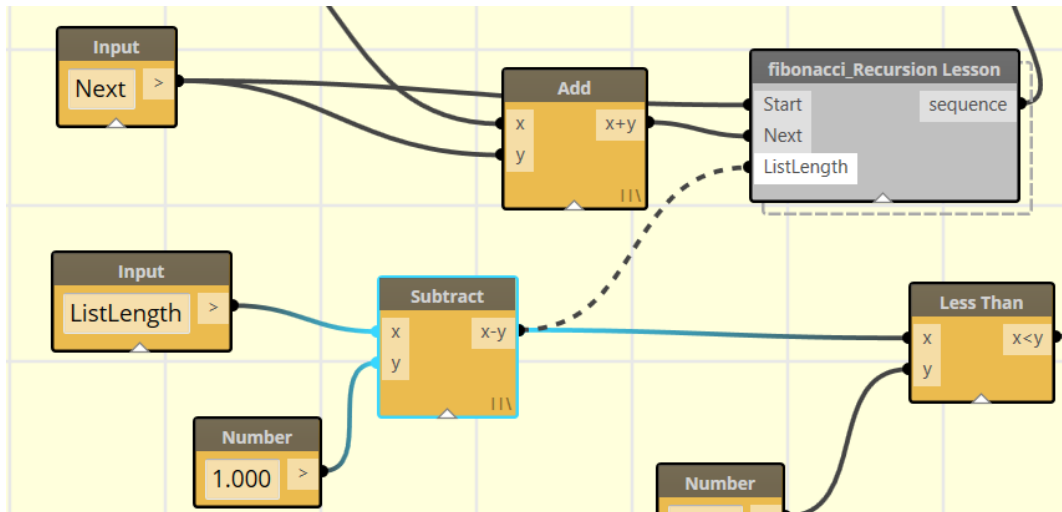 Input
Next
>
Add
x
y
x+y
| | \
fibonacci_Recursion Lesson
Start
Next
ListLength
sequence
Input
ListLength
>
Subtract
x
y
x-y
| | \
Less Than
x
y
x<y
Number
1.000
>
Number